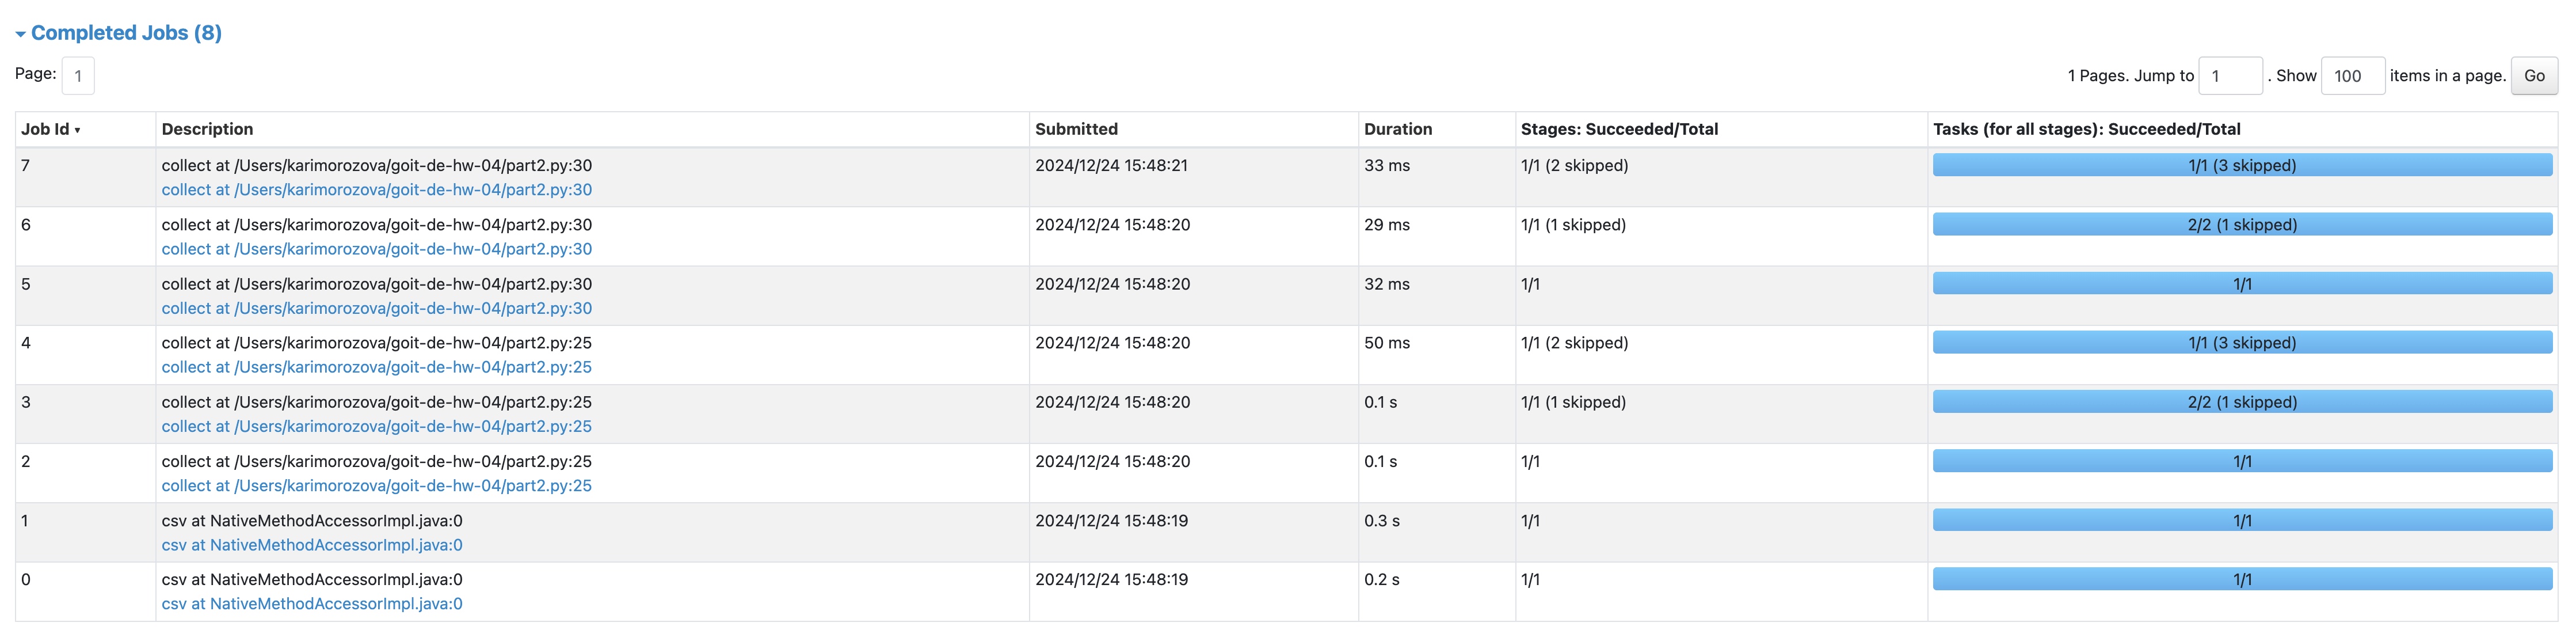 Completed Jobs (8)
Page: 1
1 Pages. Jump to 1 . Show 100 items in a page. Go
Job Id ▾ Description Submitted Duration Stages: Succeeded/Total Tasks (for all stages): Succeeded/Total
7 collect at /Users/karimorozova/goit-de-hw-04/part2.py:30 2024/12/24 15:48:21 33 ms 1/1 (2 skipped) 1/1 (3 skipped)
collect at /Users/karimorozova/goit-de-hw-04/part2.py:30
6 collect at /Users/karimorozova/goit-de-hw-04/part2.py:30 2024/12/24 15:48:20 29 ms 1/1 (1 skipped) 2/2 (1 skipped)
collect at /Users/karimorozova/goit-de-hw-04/part2.py:30
5 collect at /Users/karimorozova/goit-de-hw-04/part2.py:30 2024/12/24 15:48:20 32 ms 1/1 1/1
collect at /Users/karimorozova/goit-de-hw-04/part2.py:30
4 collect at /Users/karimorozova/goit-de-hw-04/part2.py:25 2024/12/24 15:48:20 50 ms 1/1 (2 skipped) 1/1 (3 skipped)
collect at /Users/karimorozova/goit-de-hw-04/part2.py:25
3 collect at /Users/karimorozova/goit-de-hw-04/part2.py:25 2024/12/24 15:48:20 0.1 s 1/1 (1 skipped) 2/2 (1 skipped)
collect at /Users/karimorozova/goit-de-hw-04/part2.py:25
2 collect at /Users/karimorozova/goit-de-hw-04/part2.py:25 2024/12/24 15:48:20 0.1 s 1/1 1/1
collect at /Users/karimorozova/goit-de-hw-04/part2.py:25
1 csv at NativeMethodAccessorImpl.java:0 2024/12/24 15:48:19 0.3 s 1/1 1/1
csv at NativeMethodAccessorImpl.java:0
0 csv at NativeMethodAccessorImpl.java:0 2024/12/24 15:48:19 0.2 s 1/1 1/1
csv at NativeMethodAccessorImpl.java:0